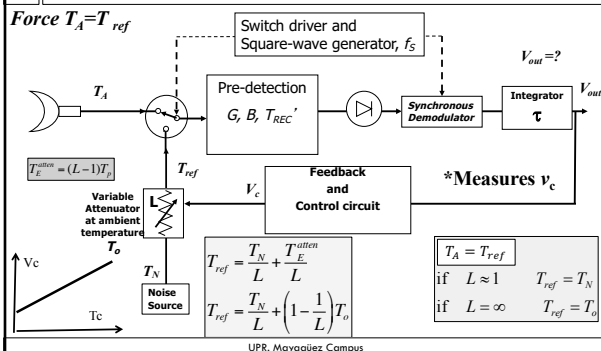 Force T_A=T_ref
Switch driver and
Square-wave generator, f_S
V_out=?
T_A
Pre-detection
G, B, T_REC'
Synchronous
Demodulator
Integrator
τ
V_out
T_ref
T_E^atten = (L-1)T_p
V_c
Feedback
and
Control circuit
*Measures v_c
Variable
Attenuator
at ambient
temperature
L
T_o
Vc
Tc
T_N
Noise
Source
T_ref = T_N/L + T_E^atten/L
T_ref = T_N/L + (1 - 1/L)T_o
T_A = T_ref
if L ≈ 1 T_ref = T_N
if L = ∞ T_ref = T_o
UPR, Mayagüez Campus